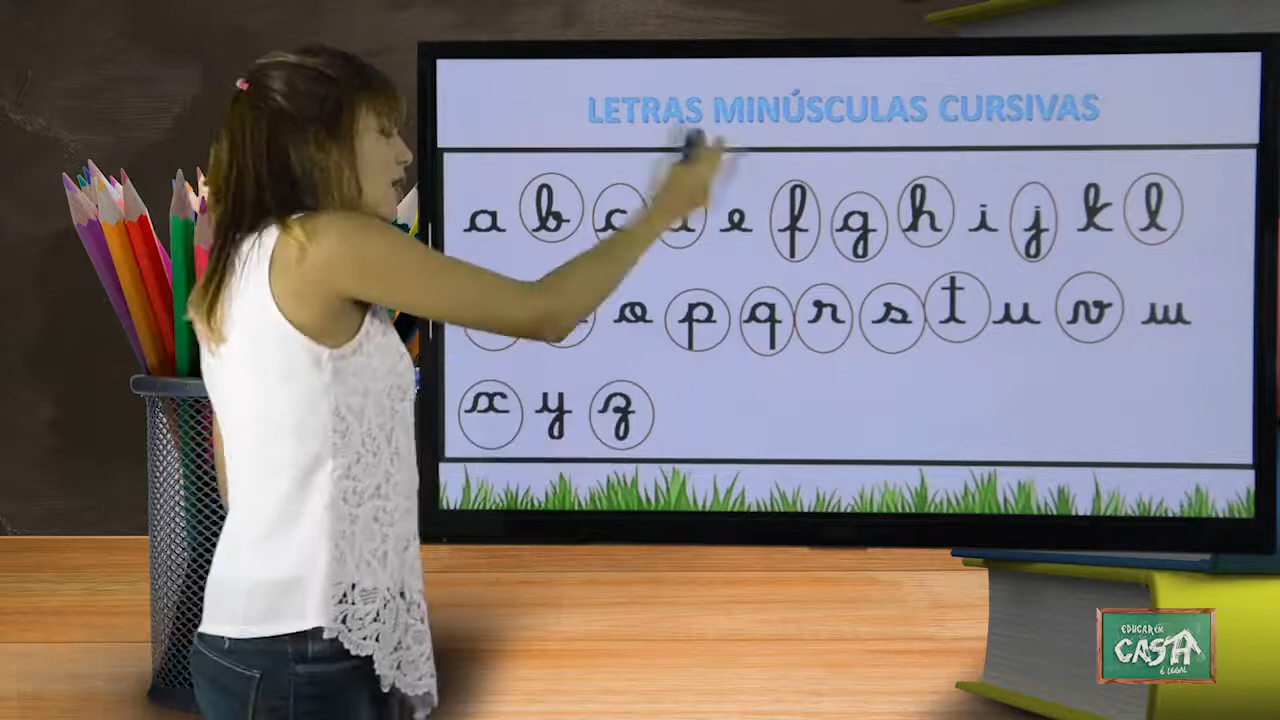 LETRAS MINÚSCULAS CURSIVAS
a b c d e f g h i j k l
o p q r s t u v w
x y z
EDUCAR EM
CASA
É LEGAL